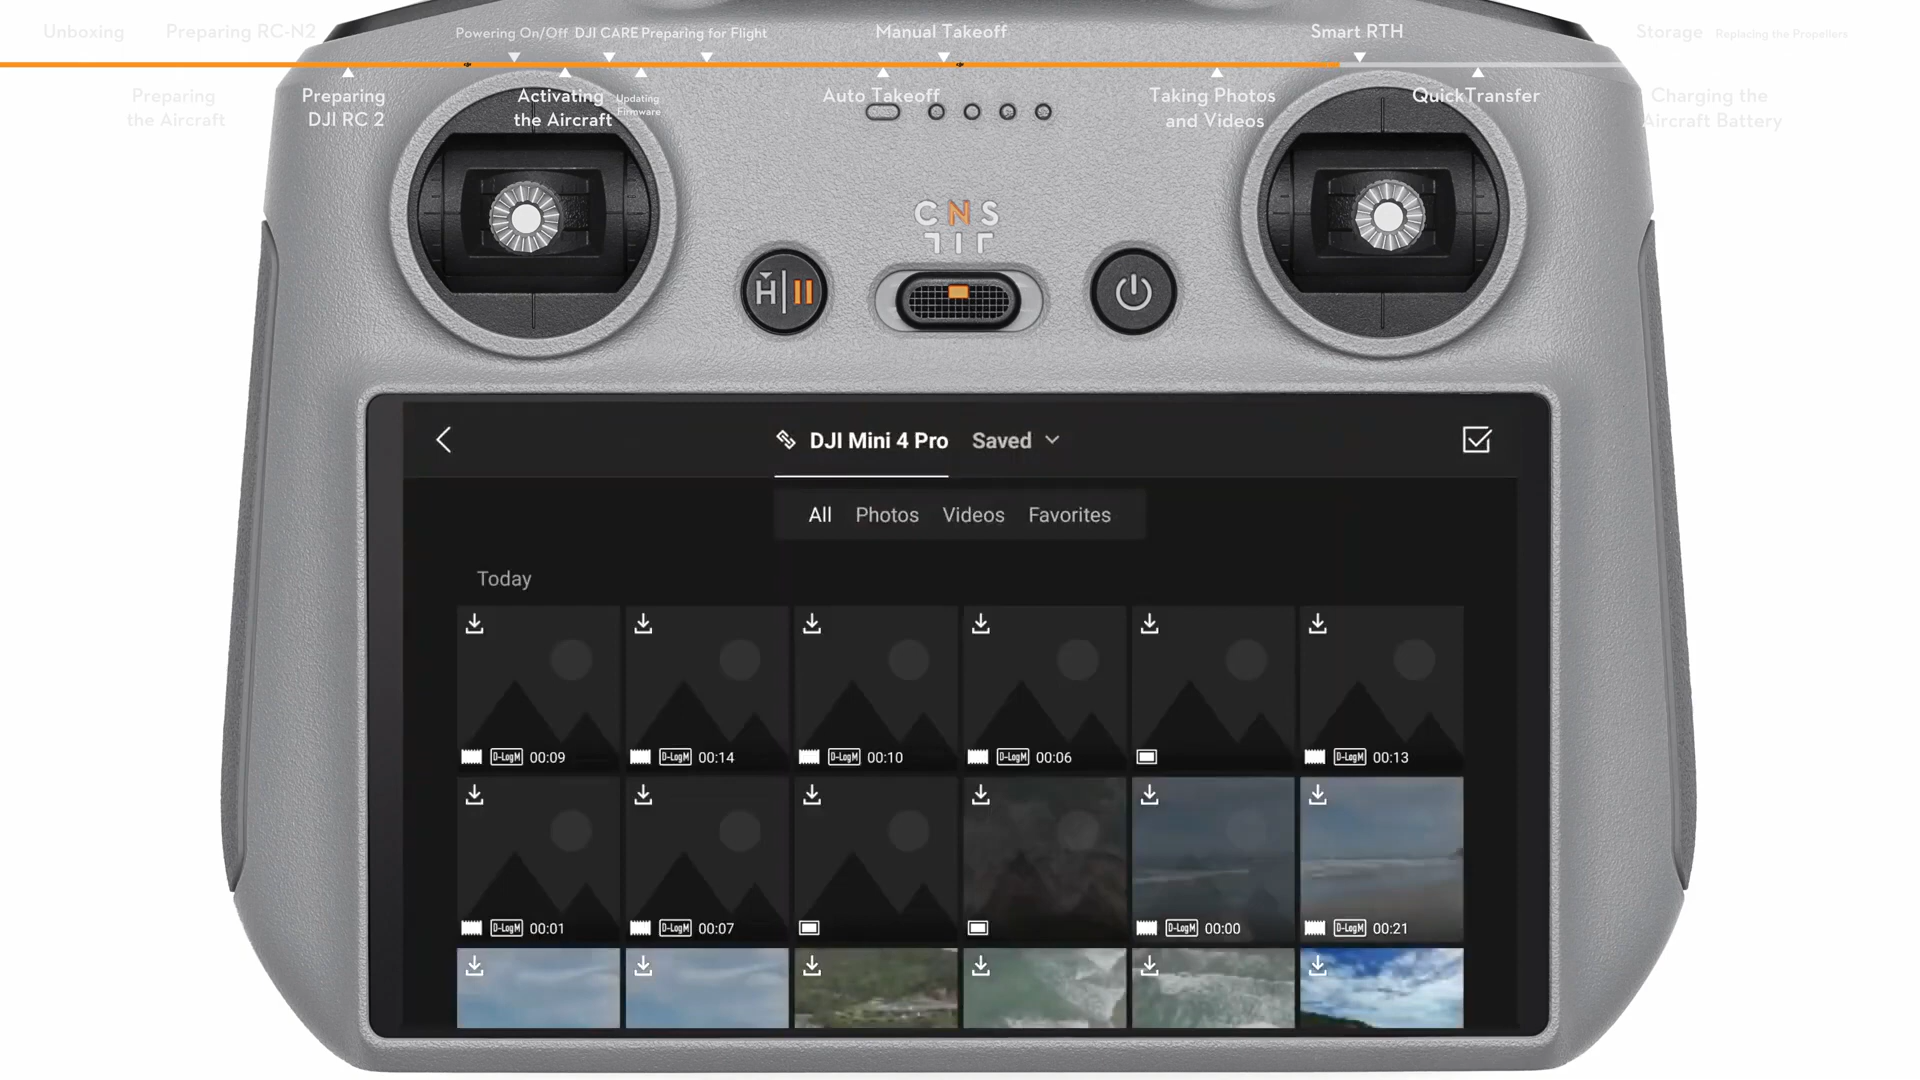 Unboxing
Preparing RC-N2
Powering On/Off
DJI CARE
Preparing for Flight
Manual Takeoff
Smart RTH
Storage
Replacing the Propellers
Preparing
the Aircraft
Preparing
DJI RC 2
Activating
the Aircraft
Updating
Firmware
Auto Takeoff
Taking Photos
and Videos
QuickTransfer
Charging the
Aircraft Battery
C N S
H
DJI Mini 4 Pro
Saved
All
Photos
Videos
Favorites
Today
D-LogM 00:09
D-LogM 00:14
D-LogM 00:10
D-LogM 00:06
D-LogM 00:13
D-LogM 00:01
D-LogM 00:07
D-LogM 00:00
D-LogM 00:21